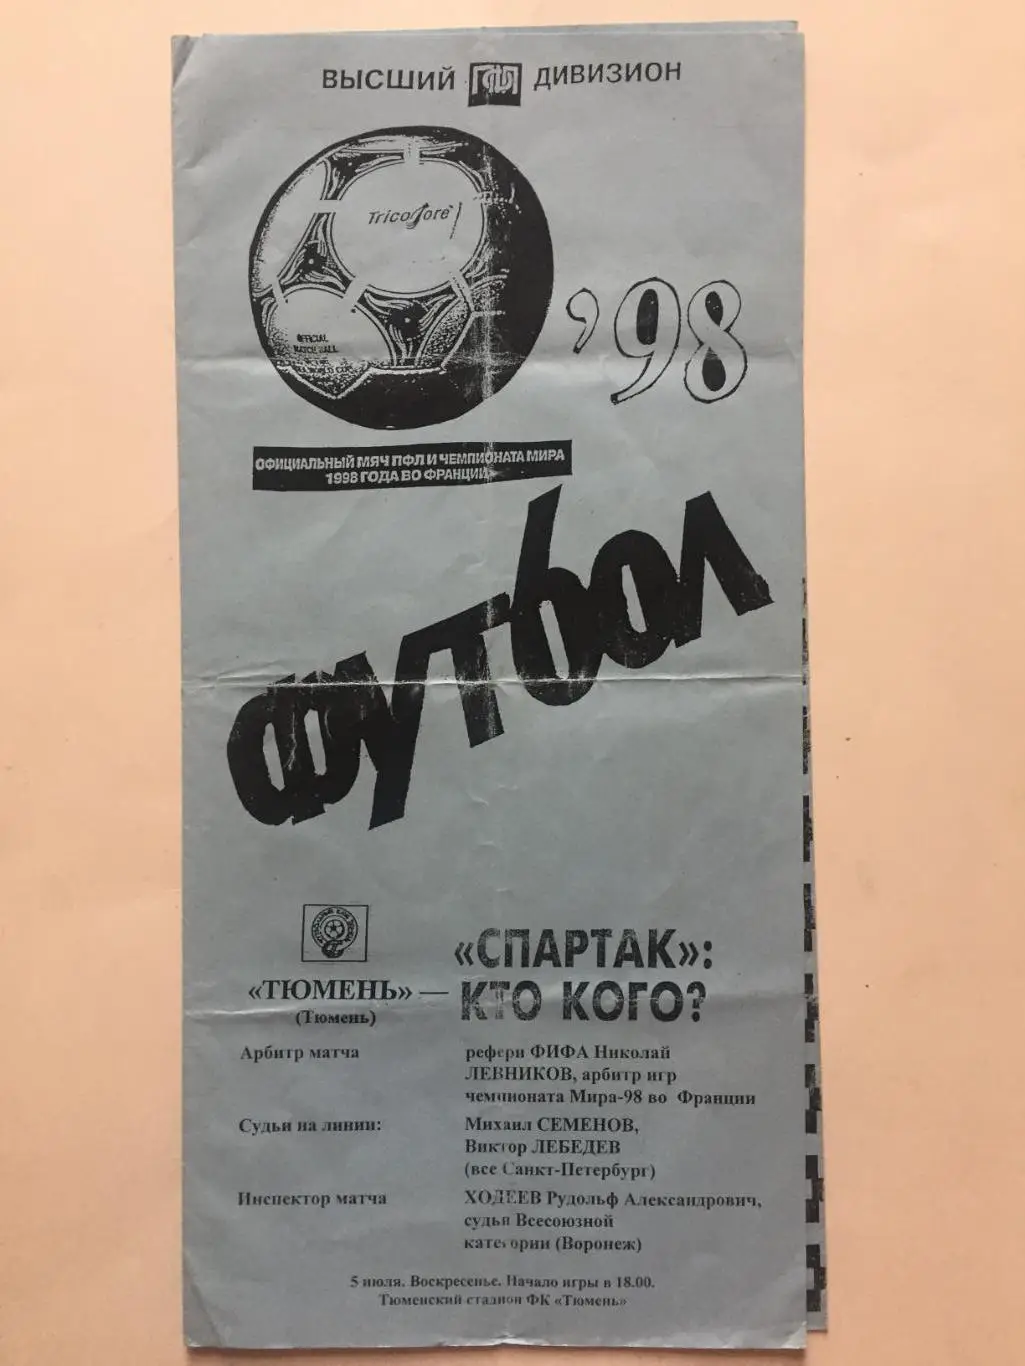 ВЫСШИЙ ПФЛ ДИВИЗИОН
Tricolore
OFFICIAL
MATCH BALL
WORLD CUP
'98
ОФИЦИАЛЬНЫЙ МЯЧ ПФЛ И ЧЕМПИОНАТА МИРА
1998 ГОДА ВО ФРАНЦИИ
ФУТБОЛ
«ТЮМЕНЬ» —
(Тюмень)
«СПАРТАК»:
КТО КОГО?
Арбитр матча
рефери ФИФА Николай
ЛЕВНИКОВ, арбитр игр
чемпионата Мира-98 во Франции
Судьи на линии:
Михаил СЕМЕНОВ,
Виктор ЛЕБЕДЕВ
(все Санкт-Петербург)
Инспектор матча
ХОДЕЕВ Рудольф Александрович,
судья Всесоюзной
категории (Воронеж)
5 июля. Воскресенье. Начало игры в 18.00.
Тюменский стадион ФК «Тюмень»